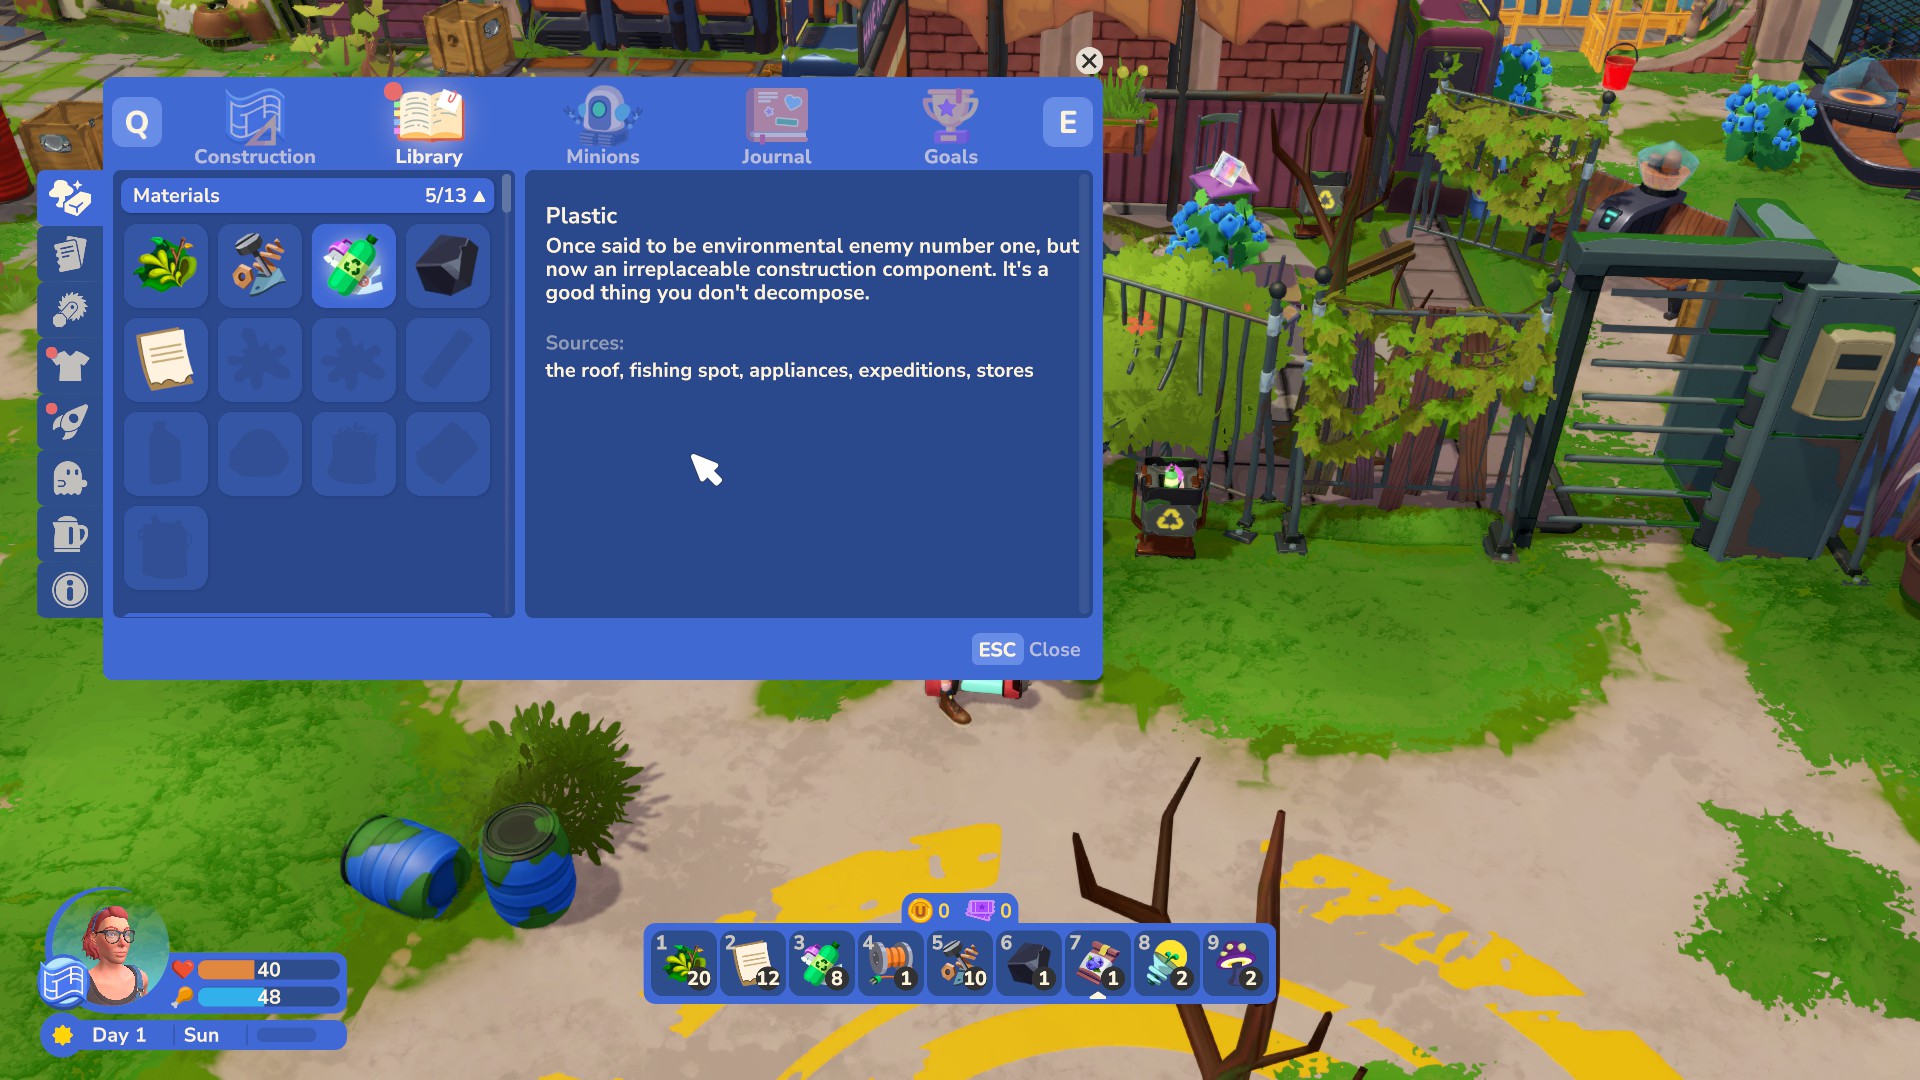 Q
Construction
Library
Minions
Journal
Goals
E
Materials 5/13
Plastic
Once said to be environmental enemy number one, but
now an irreplaceable construction component. It's a
good thing you don't decompose.
Sources:
the roof, fishing spot, appliances, expeditions, stores
ESC Close
0 0
1 20
2 12
3 8
4 1
5 10
6 1
7 1
8 2
9 2
40
48
Day 1 Sun